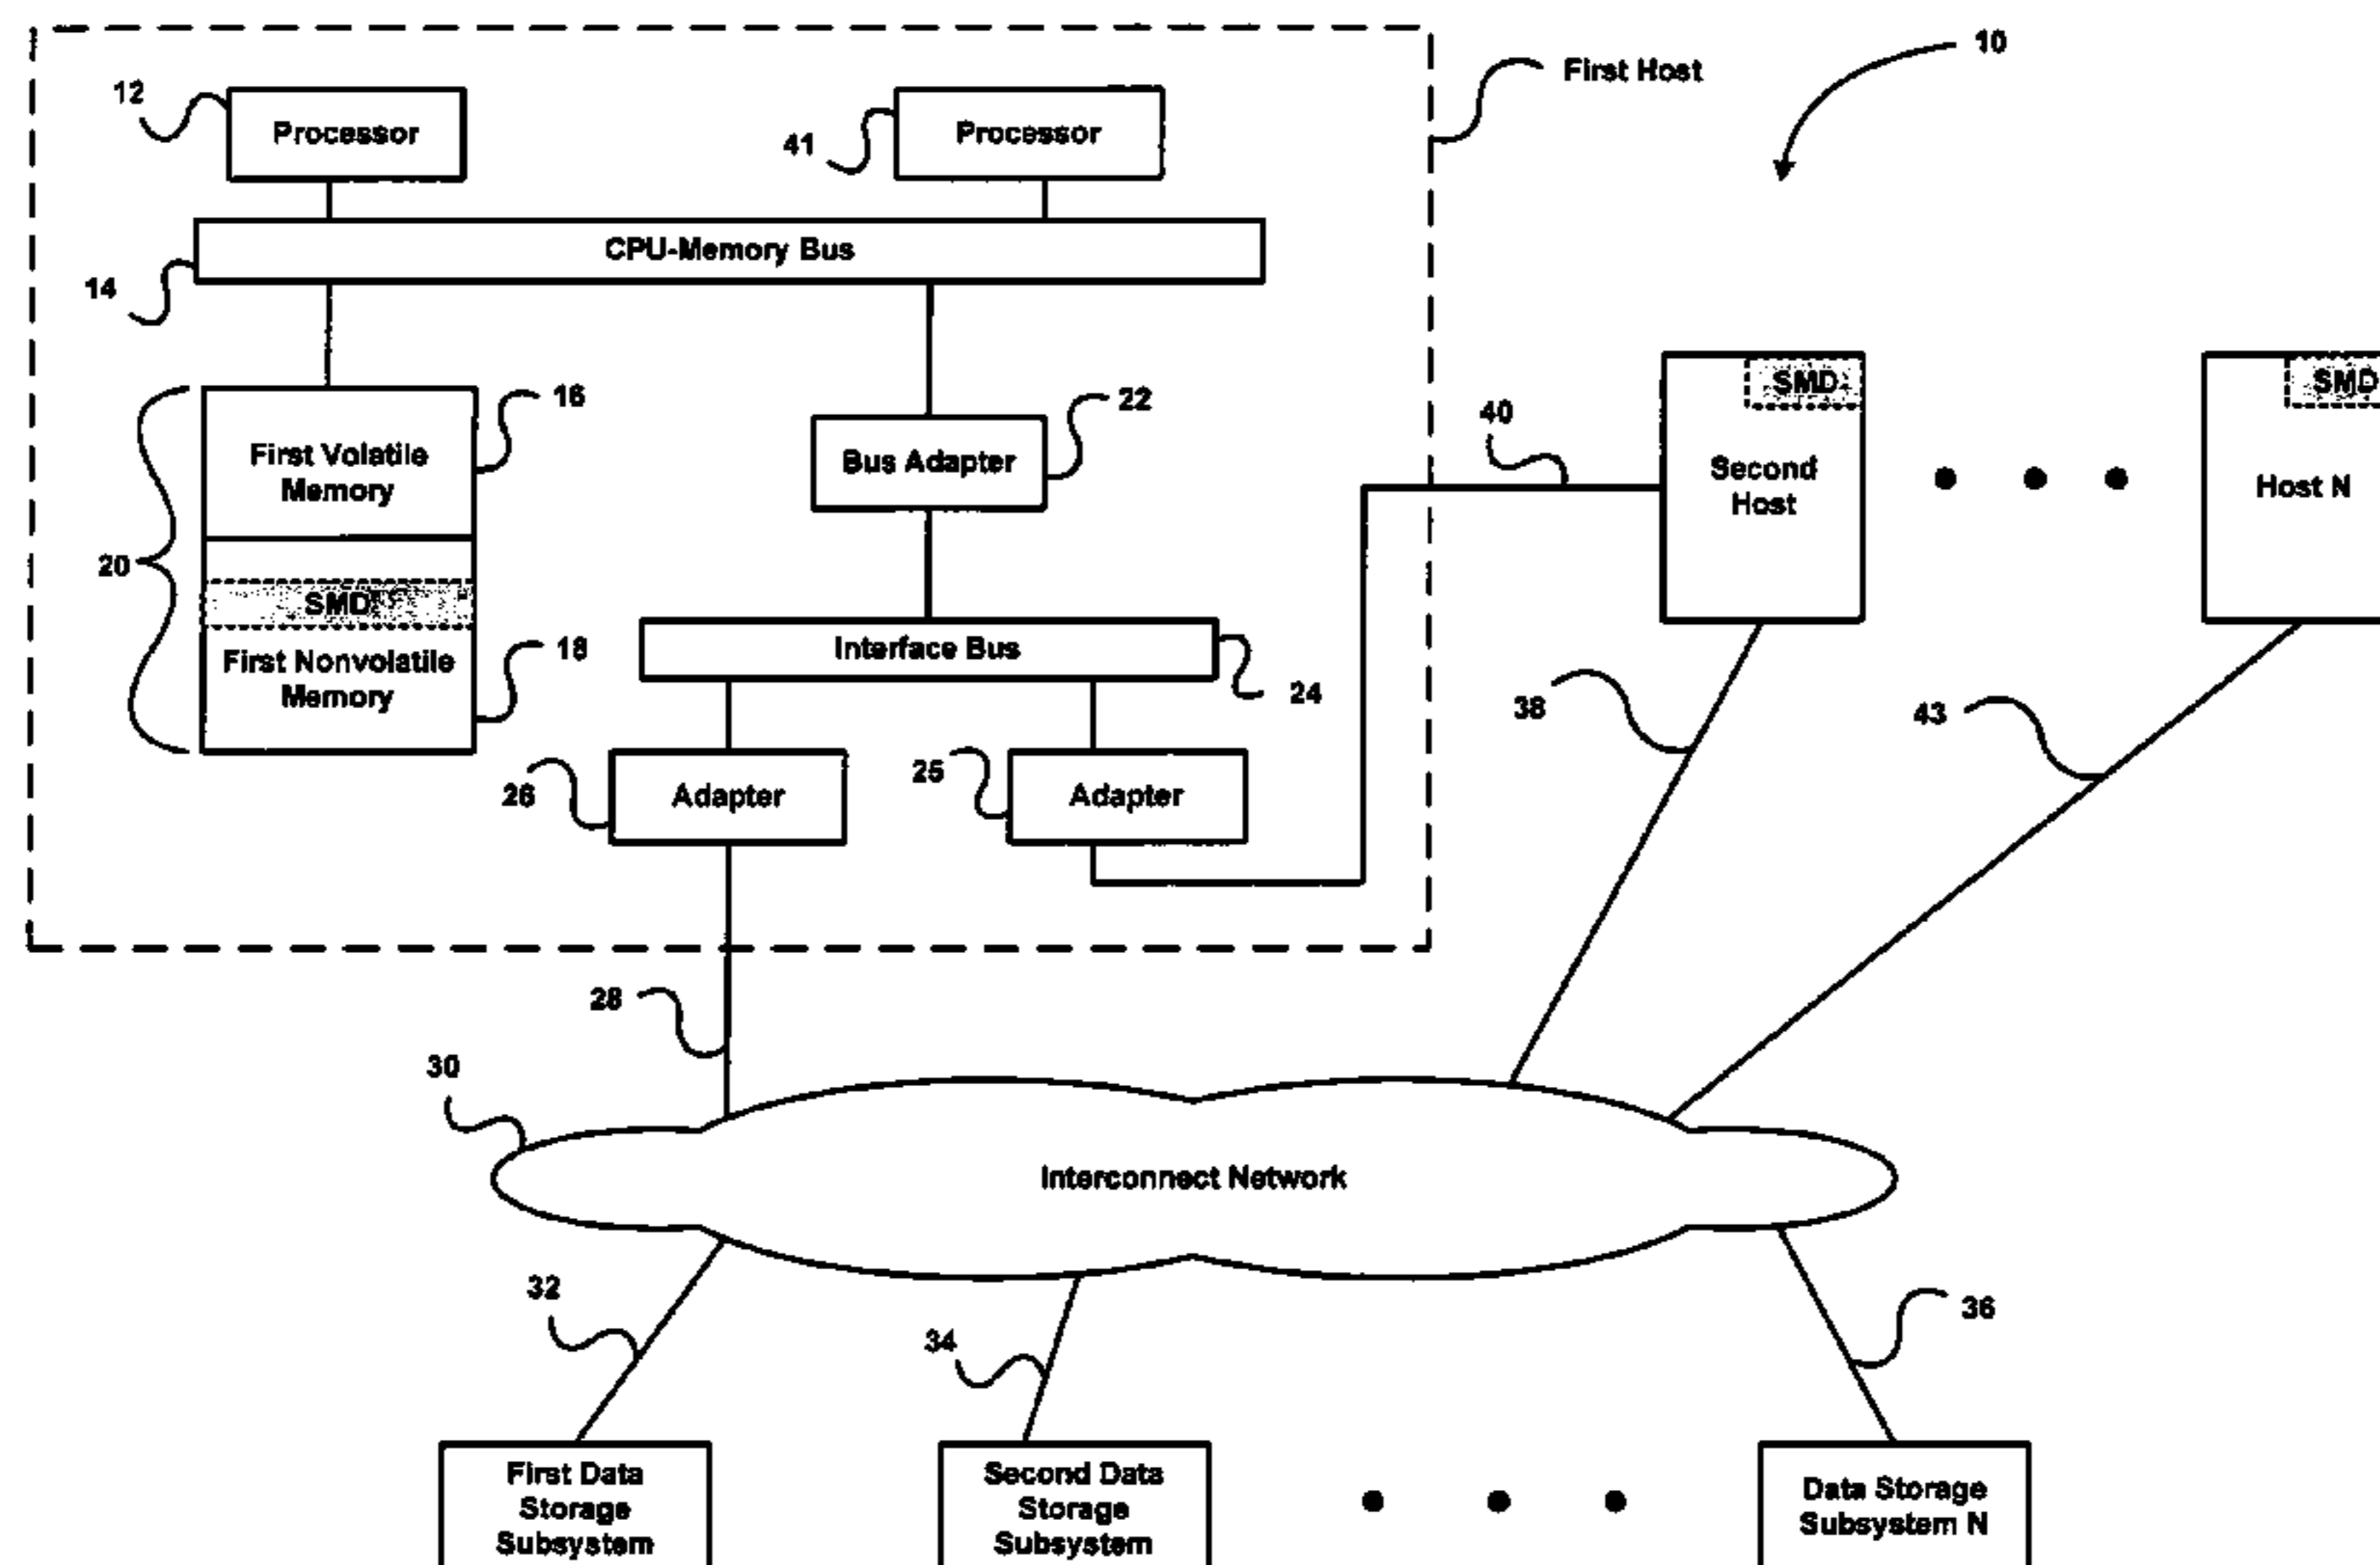 10
First Host
12
Processor
41
Processor
CPU-Memory Bus
14
16
First Volatile
Memory
20
SMD
First Nonvolatile
Memory
18
22
Bus Adapter
Interface Bus
24
26
Adapter
25
Adapter
40
SMD
Second
Host
SMD
Host N
38
43
28
30
Interconnect Network
32
34
36
First Data
Storage
Subsystem
Second Data
Storage
Subsystem
Data Storage
Subsystem N